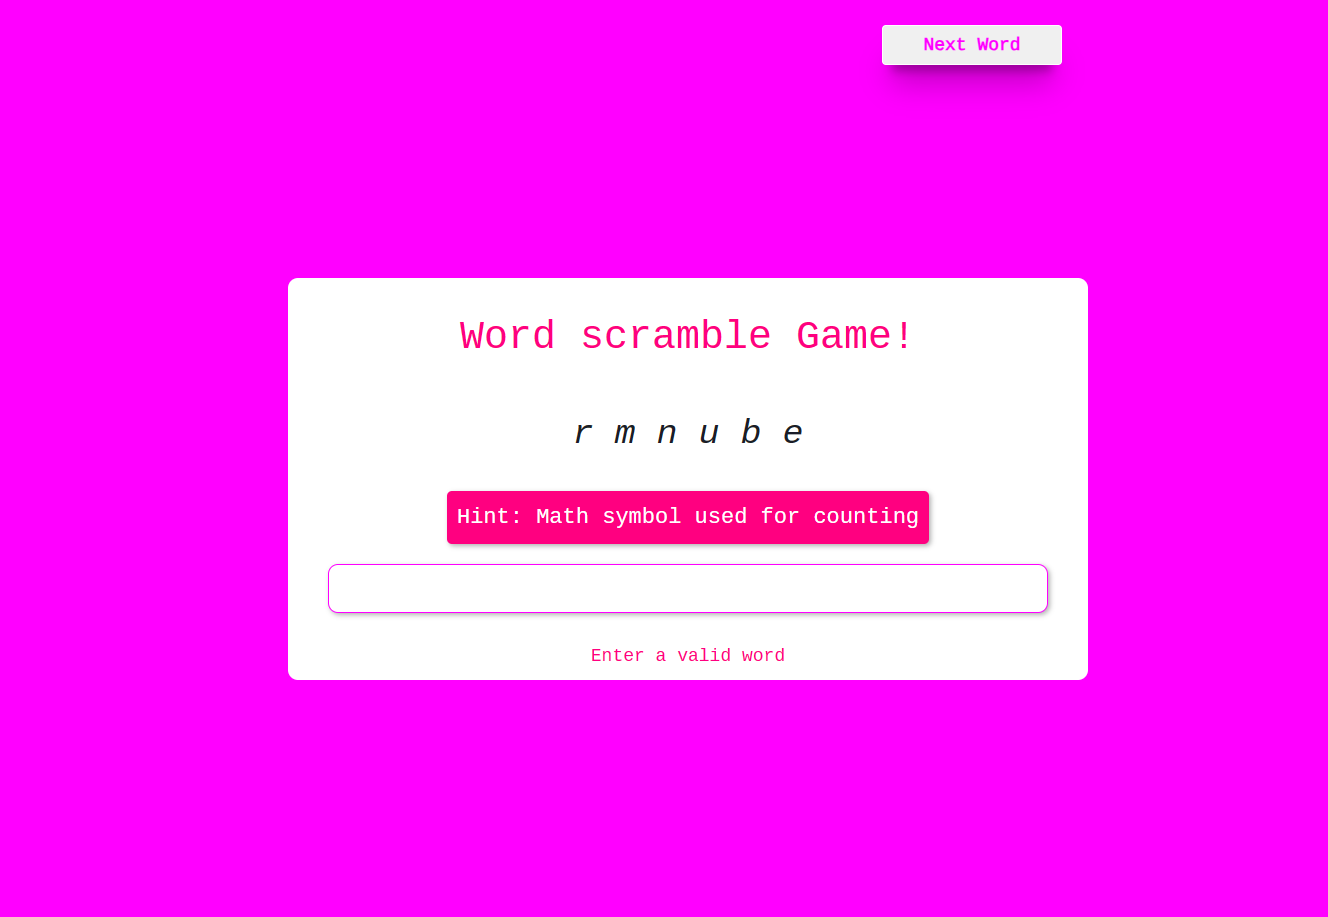 Next Word
Word scramble Game!
r m n u b e
Hint: Math symbol used for counting
Enter a valid word